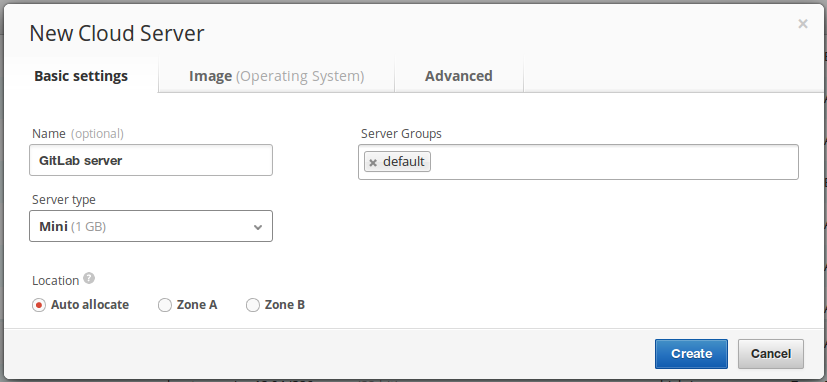 New Cloud Server
×
Basic settings
Image (Operating System)
Advanced
Name (optional)
GitLab server
Server Groups
× default
Server type
Mini (1 GB)
Location ?
Auto allocate
Zone A
Zone B
Create
Cancel